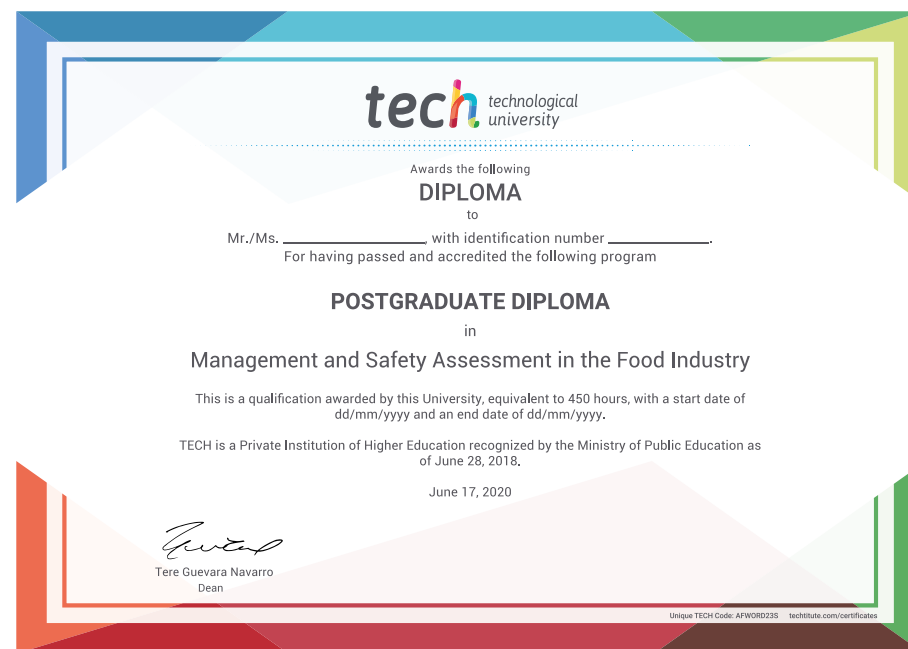 tech technological
university
Awards the following
DIPLOMA
to
Mr./Ms. ____________________, with identification number ______________.
For having passed and accredited the following program
POSTGRADUATE DIPLOMA
in
Management and Safety Assessment in the Food Industry
This is a qualification awarded by this University, equivalent to 450 hours, with a start date of
dd/mm/yyyy and an end date of dd/mm/yyyy.
TECH is a Private Institution of Higher Education recognized by the Ministry of Public Education as
of June 28, 2018.
June 17, 2020
Tere Guevara Navarro
Dean
Unique TECH Code: AFWORD23S techtitute.com/certificates